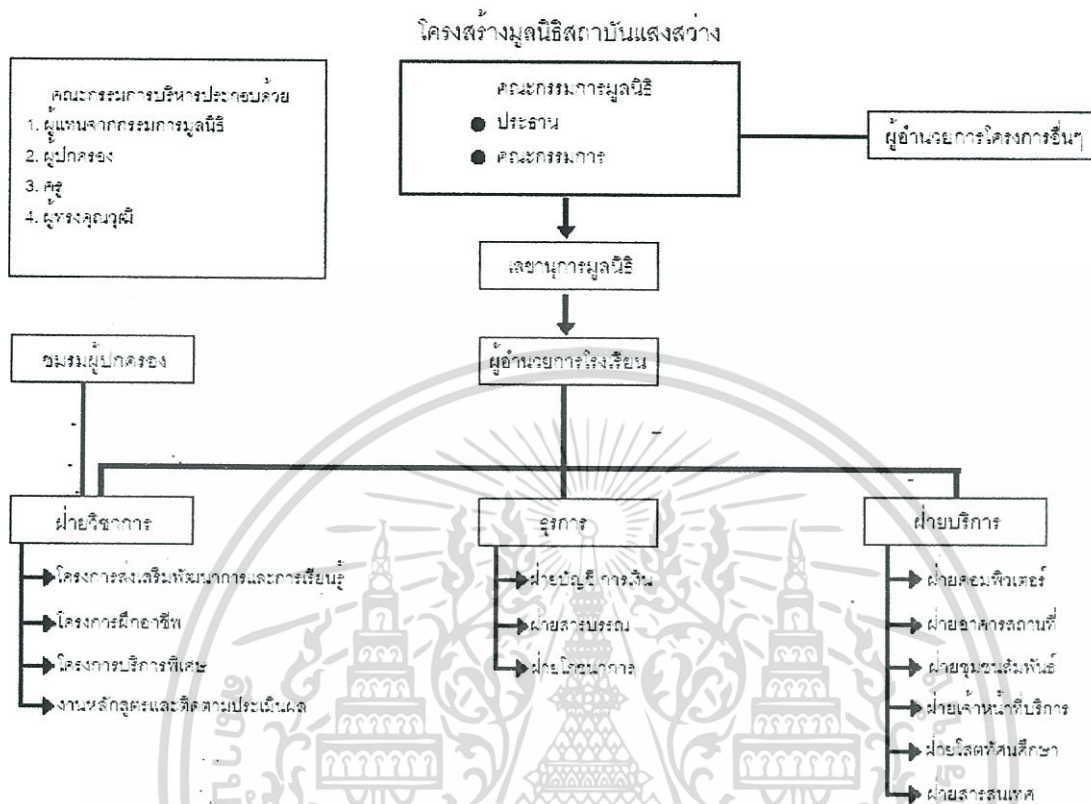 โครงสร้างมูลนิธิสถาบันแสงสว่าง
คณะกรรมการบริหารประกอบด้วย
1. ผู้แทนจากกรรมการมูลนิธิ
2. ผู้ปกครอง
3. ครู
4. ผู้ทรงคุณวุฒิ
คณะกรรมการมูลนิธิ
● ประธาน
● คณะกรรมการ
ผู้อำนวยการโครงการอื่นๆ
เลขานุการมูลนิธิ
ชมรมผู้ปกครอง
ผู้อำนวยการโรงเรียน
ฝ่ายวิชาการ
โครงการส่งเสริมพัฒนาการและการเรียนรู้
โครงการฝึกอาชีพ
โครงการบริการพิเศษ
งานหลักสูตรและติดตามประเมินผล
ธุรการ
ฝ่ายบัญชี การเงิน
ฝ่ายสารบรรณ
ฝ่ายโภชนาการ
ฝ่ายบริการ
ฝ่ายคอมพิวเตอร์
ฝ่ายอาคารสถานที่
ฝ่ายชุมชนสัมพันธ์
ฝ่ายเจ้าหน้าที่บริการ
ฝ่ายโสตทัศนศึกษา
ฝ่ายสารสนเทศ